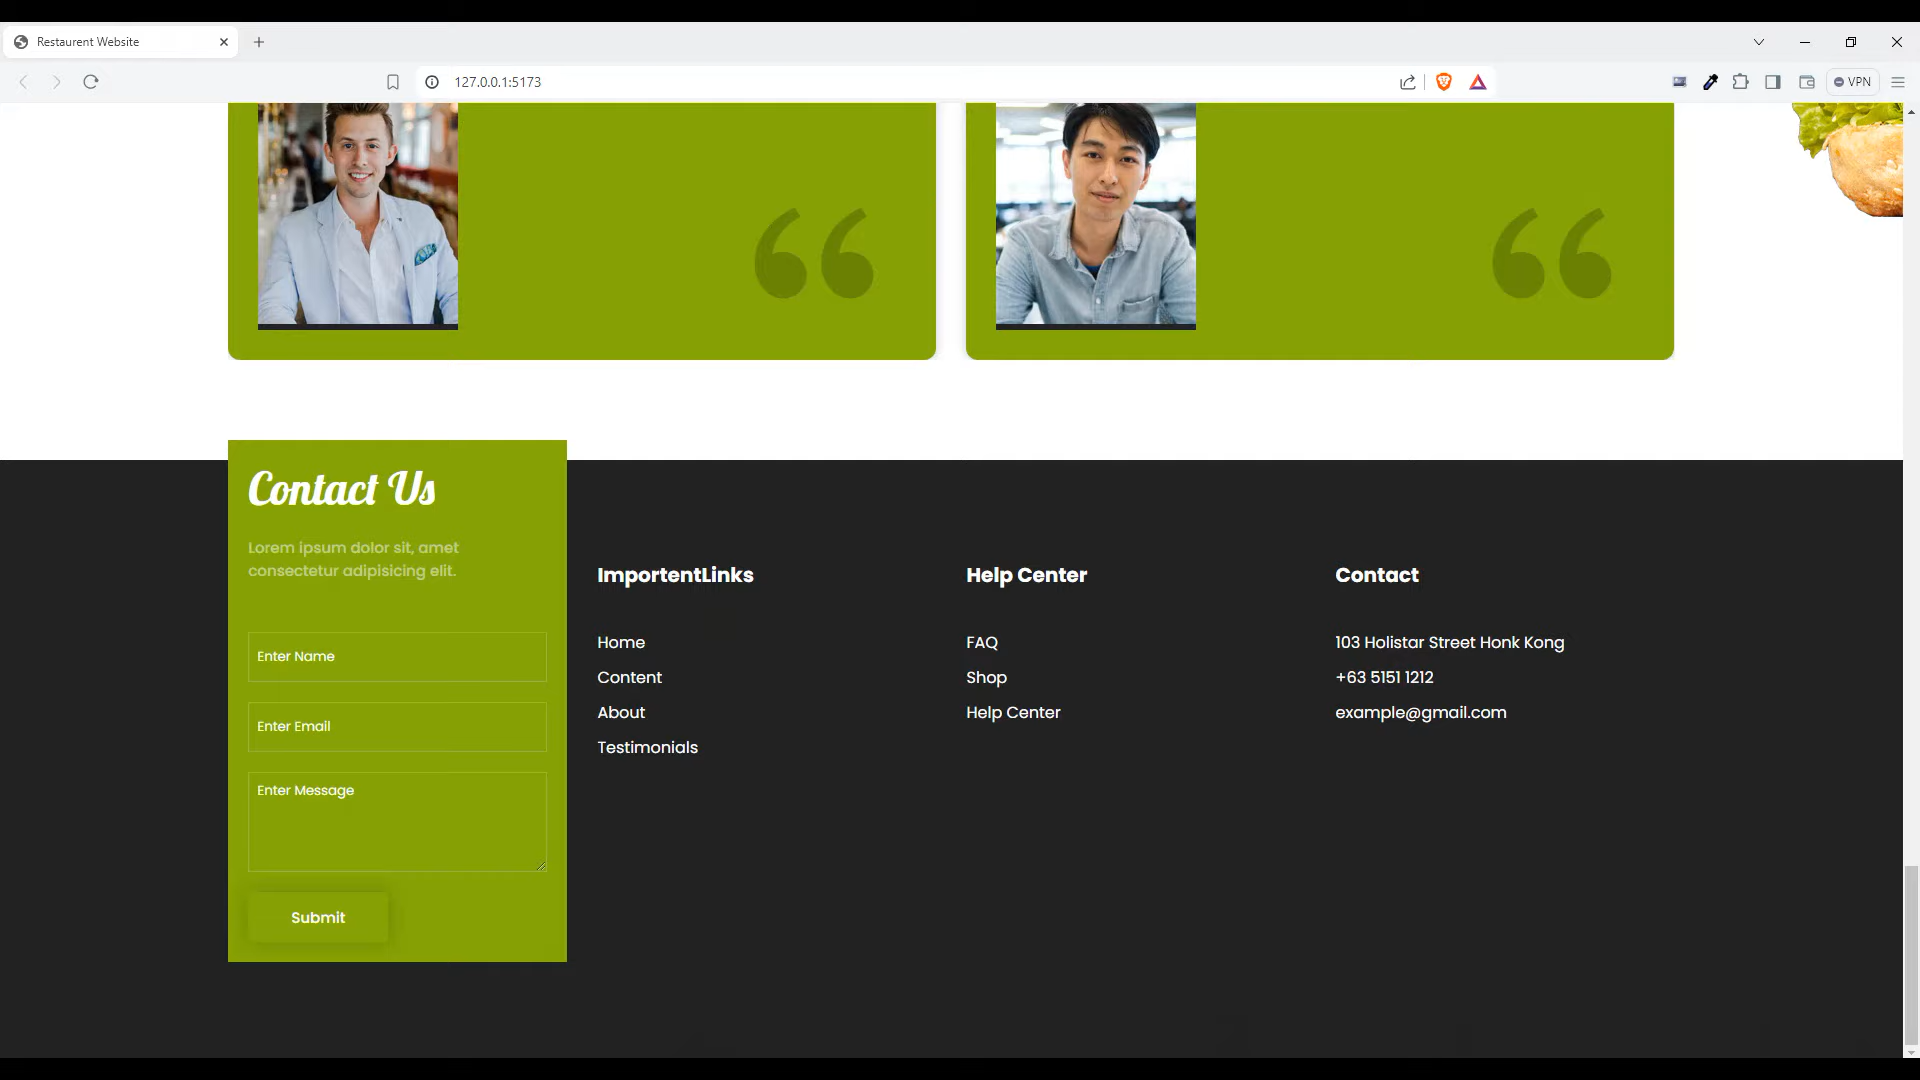 Restaurent Website
127.0.0.1:5173
VPN
Contact Us
Lorem ipsum dolor sit, amet
consectetur adipisicing elit.
Enter Name
Enter Email
Enter Message
Submit
ImportentLinks
Home
Content
About
Testimonials
Help Center
FAQ
Shop
Help Center
Contact
103 Holistar Street Honk Kong
+63 5151 1212
example@gmail.com